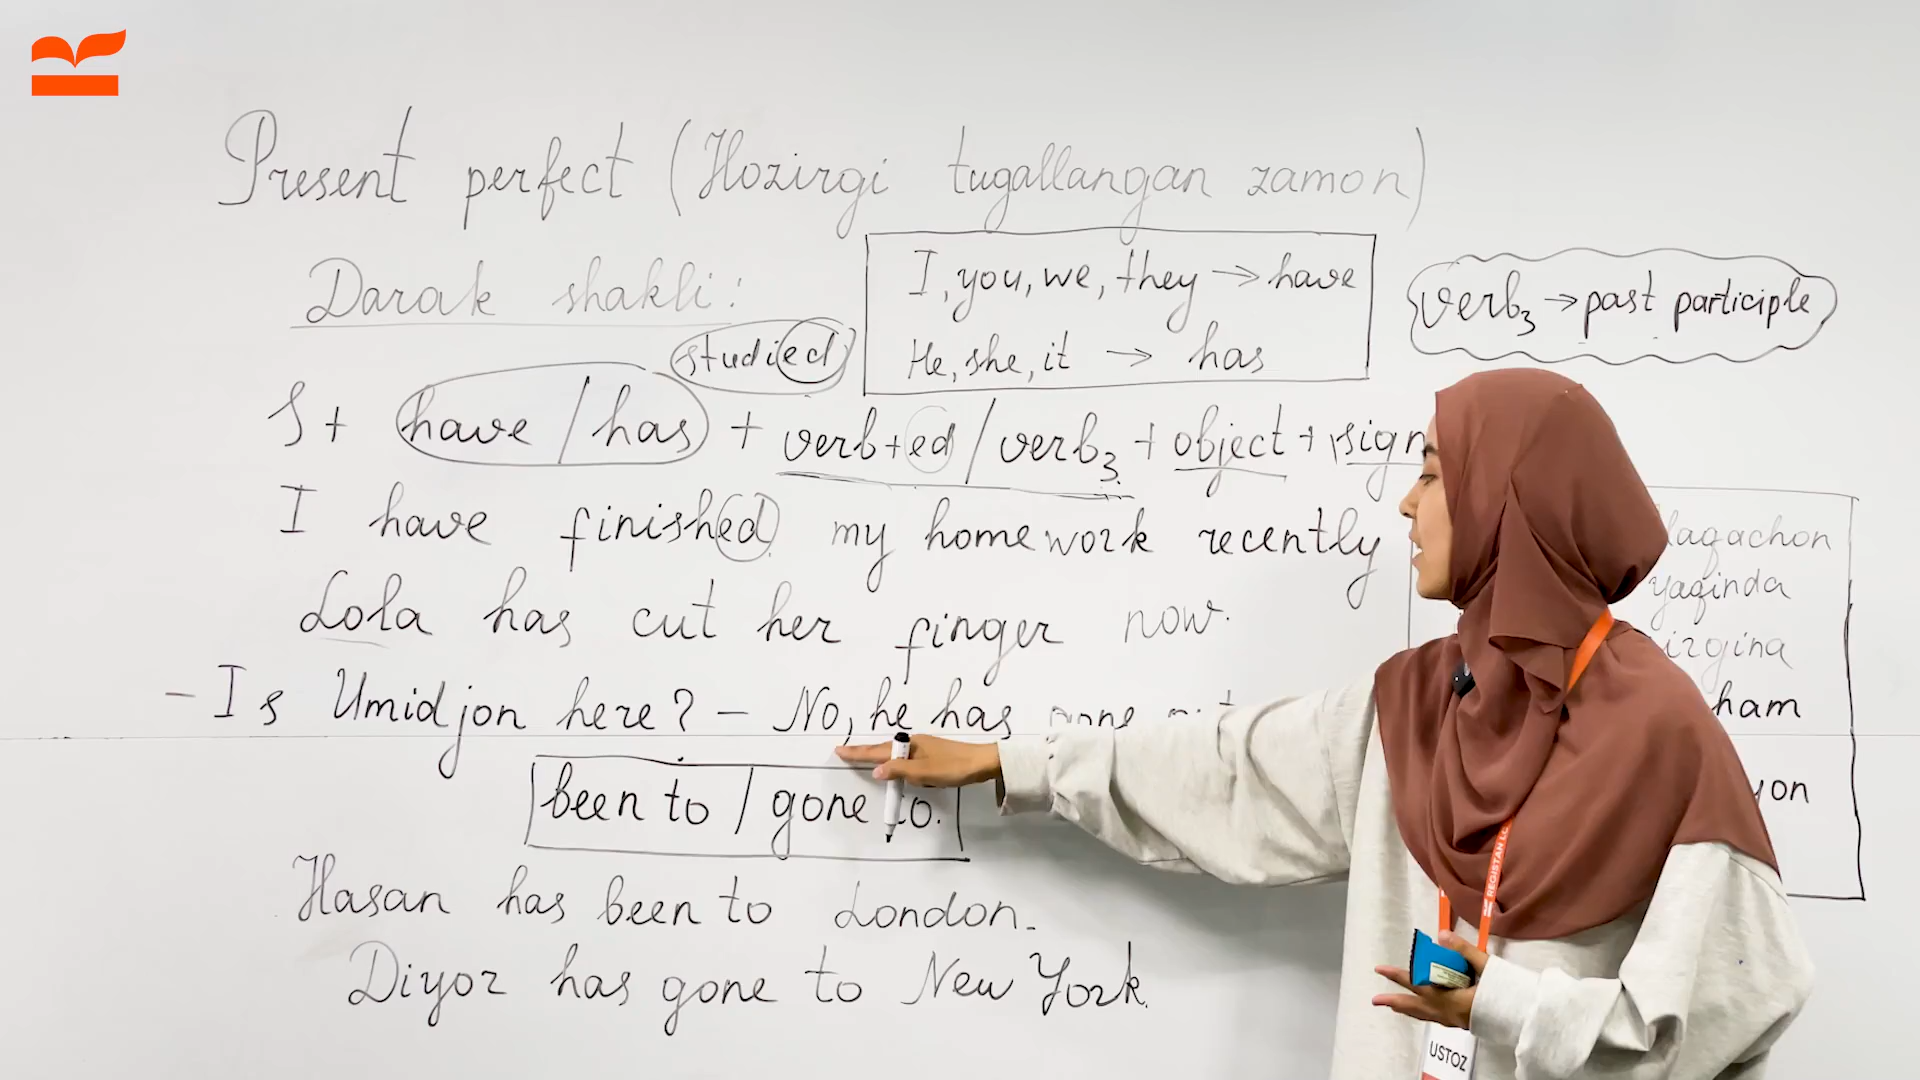 Present perfect (Hozirgi tugallangan zamon)
Darak shakli:
I, you, we, they → have
He, she, it → has
verb3 → past participle
studied
S + have / has + verb+ed / verb3 + object + sign
I have finished my homework recently
Lola has cut her finger now.
- Is Umidjon here? - No, he has gone
been to / gone to.
Hasan has been to London.
Diyor has gone to New York.
yaqinda
ham
REGISTAN LC
USTOZ